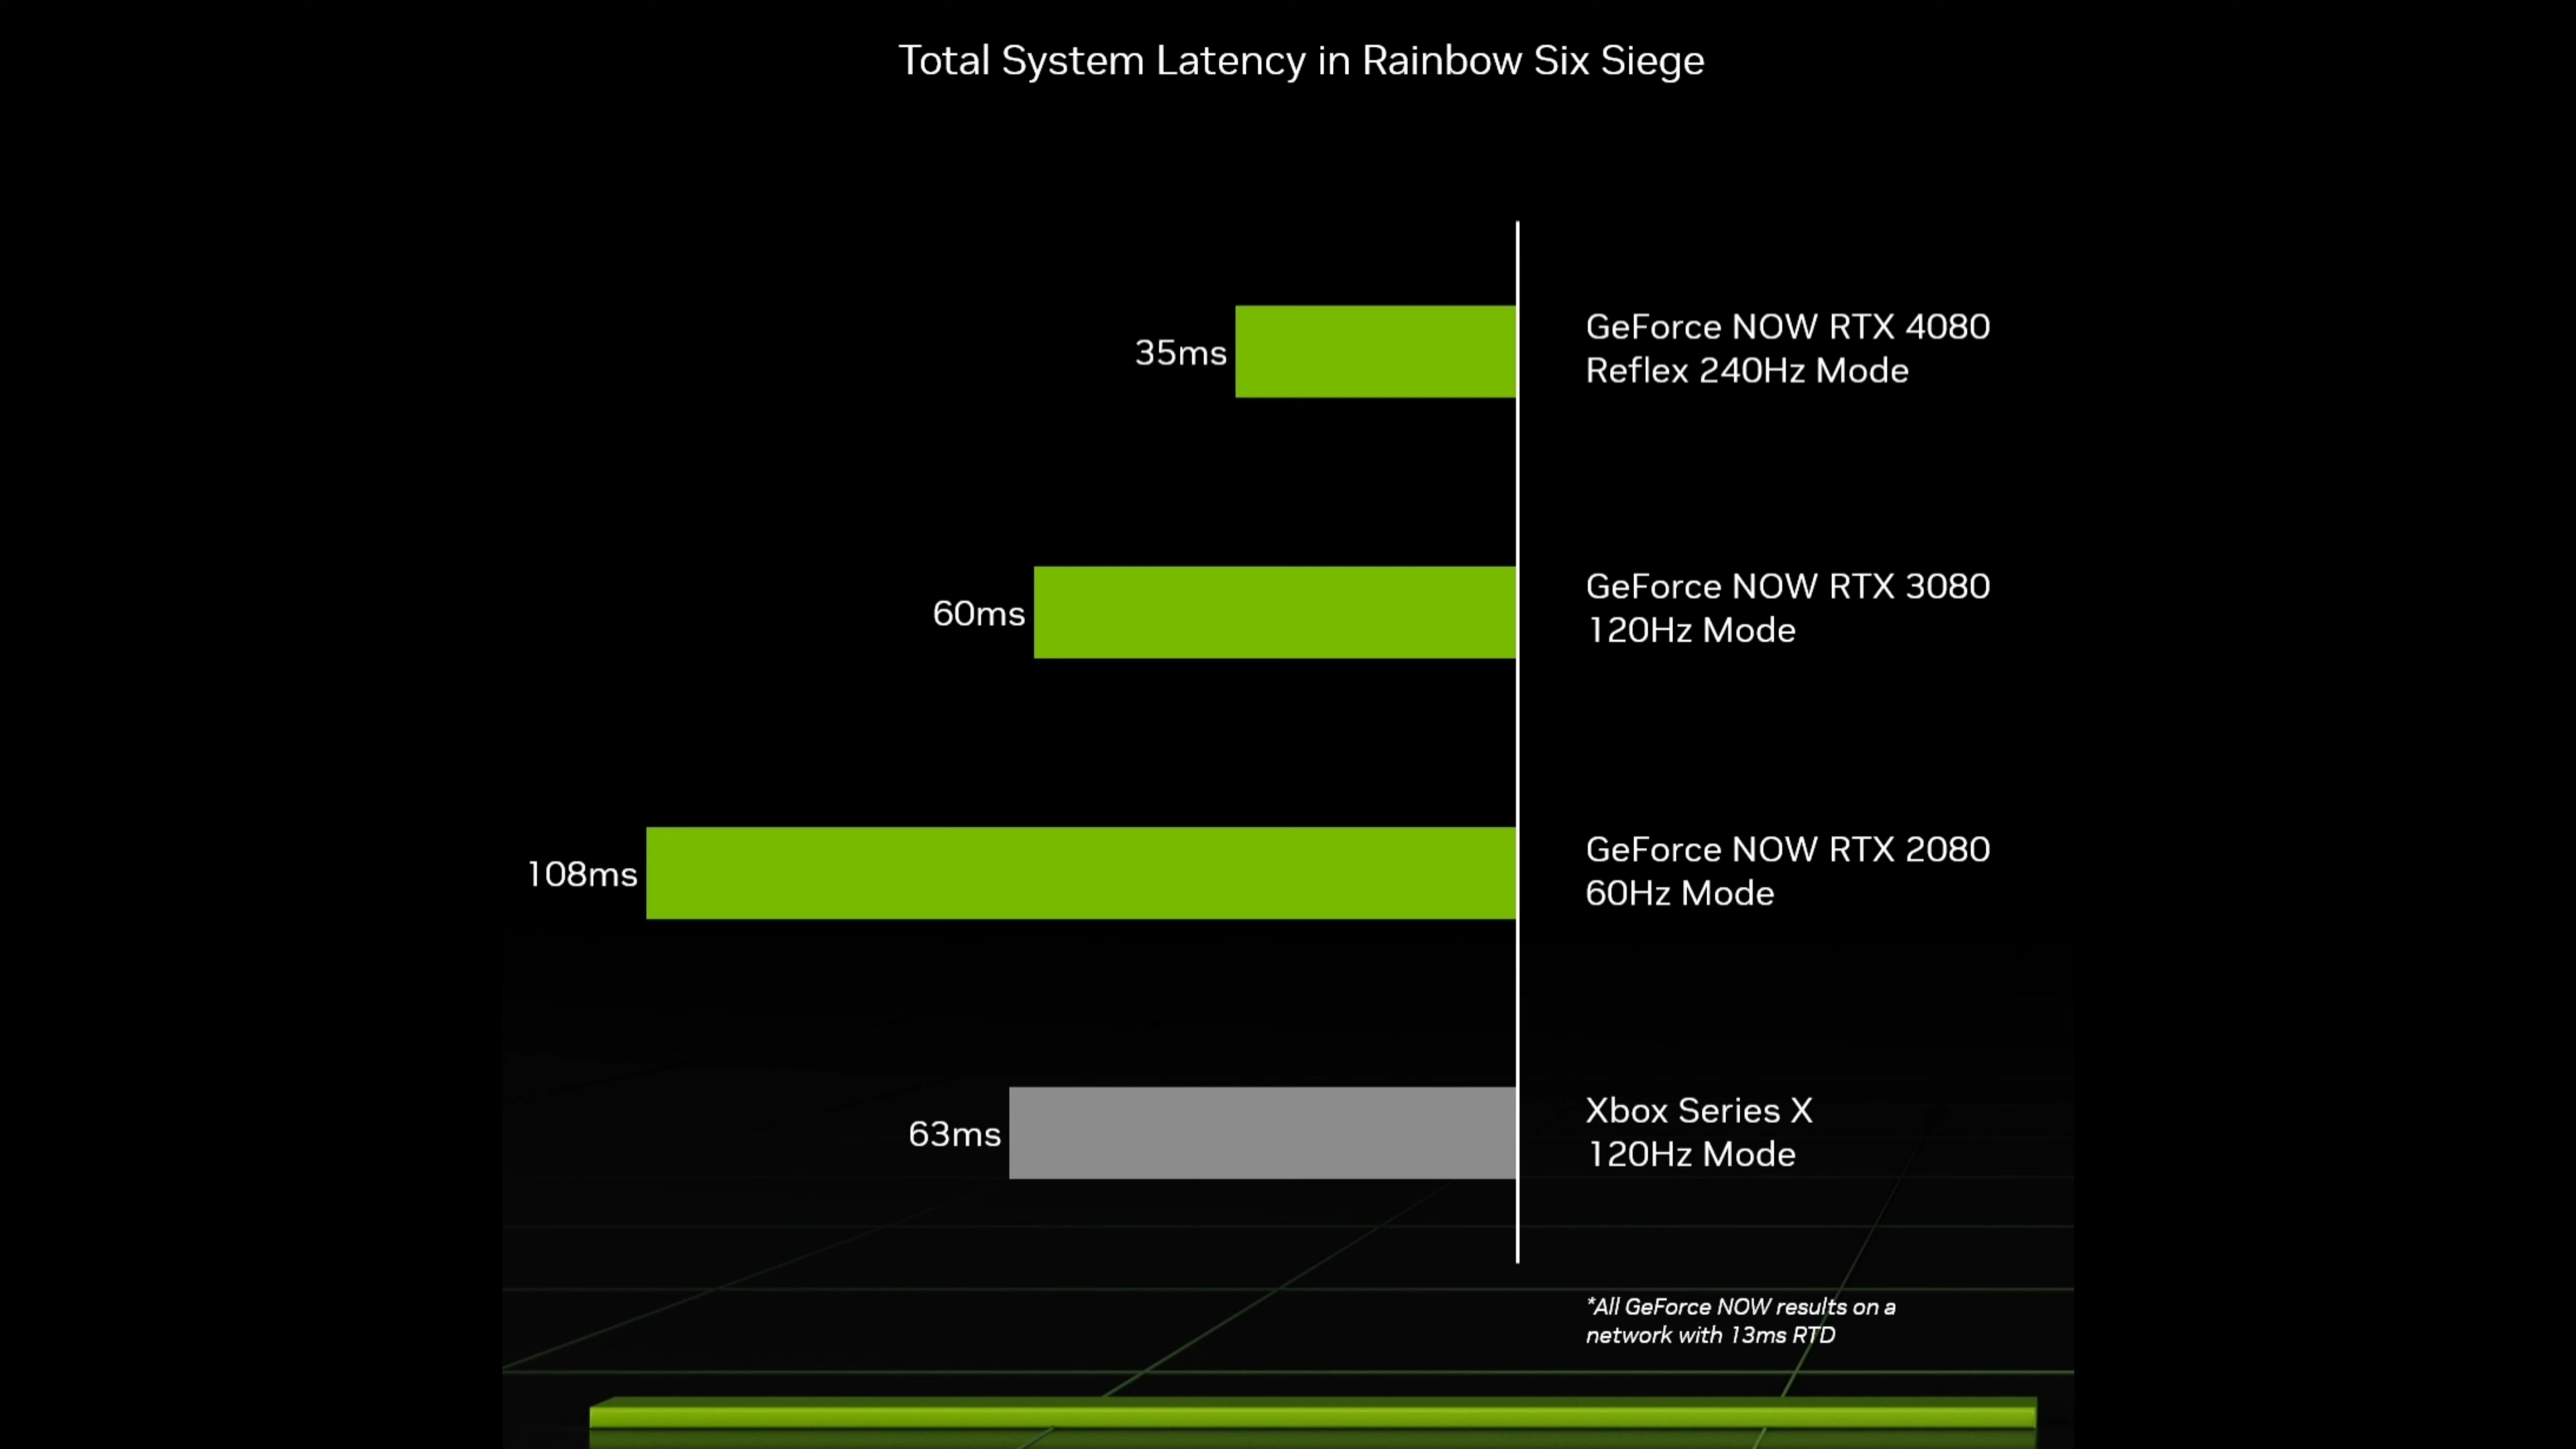 Total System Latency in Rainbow Six Siege
35ms
GeForce NOW RTX 4080
Reflex 240Hz Mode
60ms
GeForce NOW RTX 3080
120Hz Mode
108ms
GeForce NOW RTX 2080
60Hz Mode
63ms
Xbox Series X
120Hz Mode
*All GeForce NOW results on a
network with 13ms RTD